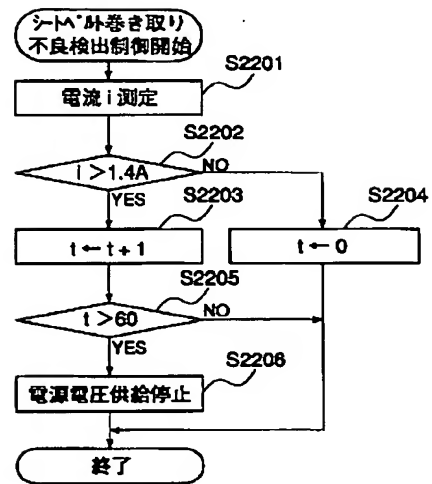 シートベルト巻き取り
不良検出制御開始
S2201
電流 i 測定
S2202
i>1.4A
NO
YES
S2203
S2204
t←t+1
t←0
S2205
t>60
NO
YES
S2206
電源電圧供給停止
終了